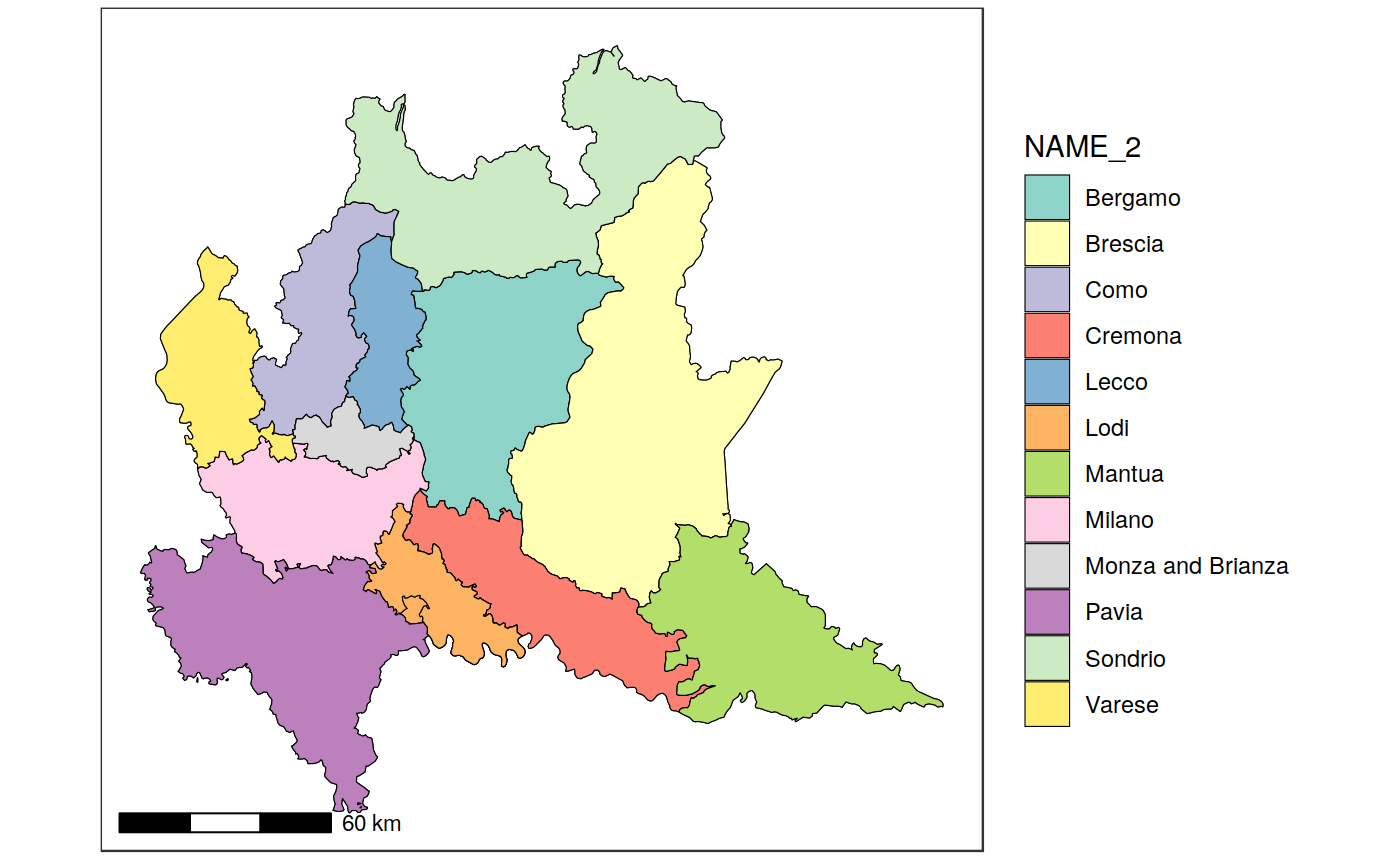 NAME_2
Bergamo
Brescia
Como
Cremona
Lecco
Lodi
Mantua
Milano
Monza and Brianza
Pavia
Sondrio
Varese
60 km